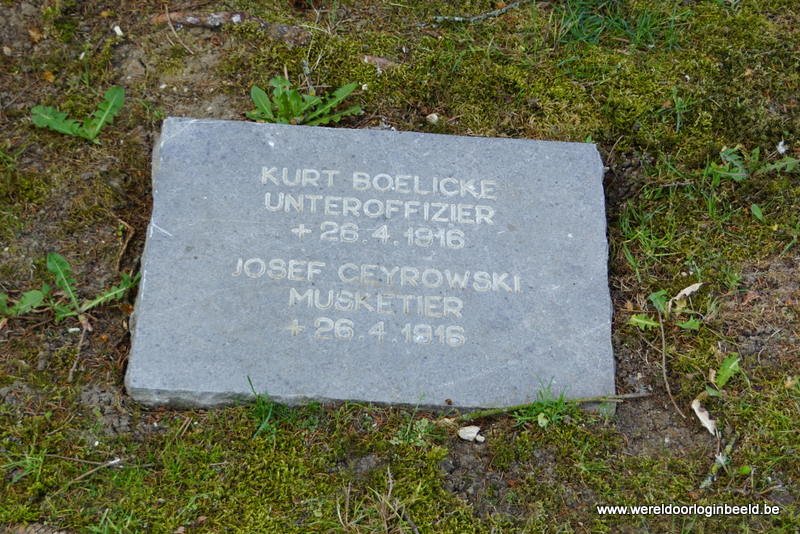 KURT BOELICKE
UNTEROFFIZIER
+ 26.4.1916
JOSEF CEYROWSKI
MUSKETIER
+ 26.4.1916
www.wereldoorloginbeeld.be